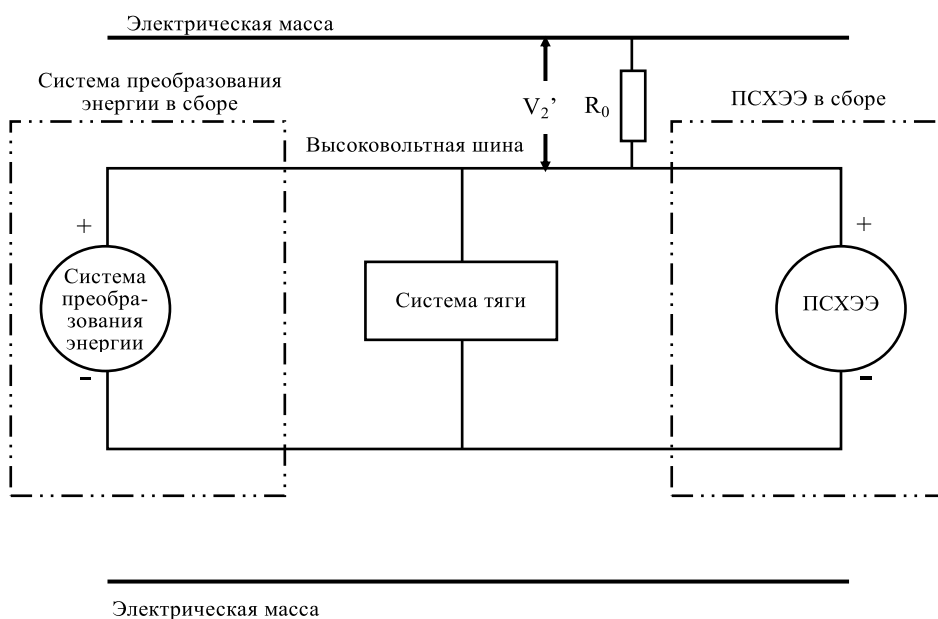 Электрическая масса
Система преобразования
энергии в сборе
V2’
R0
ПСХЭЭ в сборе
Высоковольтная шина
+
+
Система
преобра-
зования
энергии
Система тяги
ПСХЭЭ
-
-
Электрическая масса